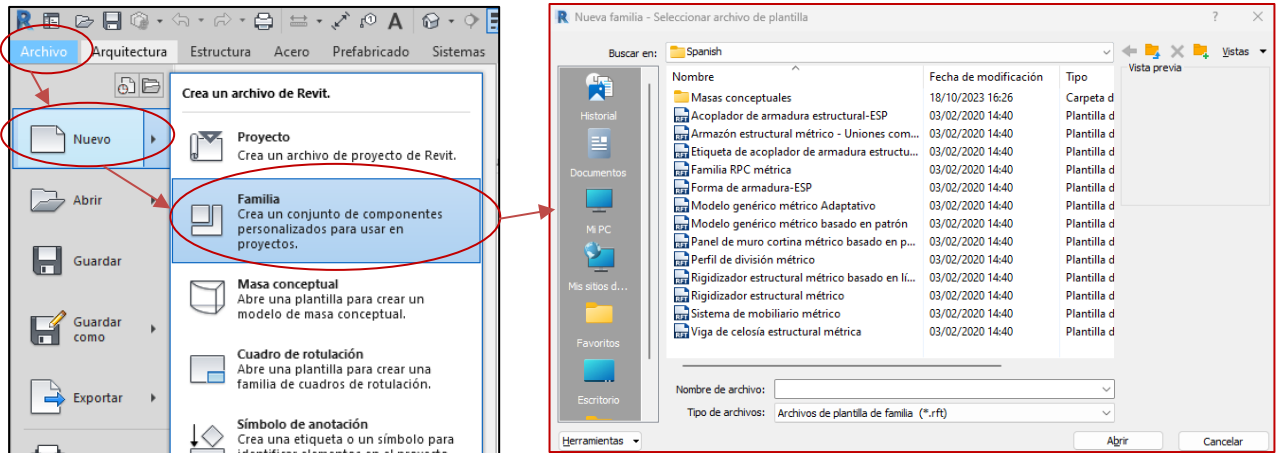 Archivo Arquitectura Estructura Acero Prefabricado Sistemas
Crea un archivo de Revit.
Nuevo
Abrir
Guardar
Guardar
como
Exportar
Proyecto
Crea un archivo de proyecto de Revit.
Familia
Crea un conjunto de componentes
personalizados para usar en
proyectos.
Masa conceptual
Abre una plantilla para crear un
modelo de masa conceptual.
Cuadro de rotulación
Abre una plantilla para crear una
familia de cuadros de rotulación.
Símbolo de anotación
Crea una etiqueta o un símbolo para
identificar elementos en el proyecto
Nueva familia - Seleccionar archivo de plantilla
Buscar en: Spanish Vistas
Vista previa
Historial
Documentos
Mi PC
Mis sitios d...
Favoritos
Escritorio
Nombre Fecha de modificación Tipo
Masas conceptuales 18/10/2023 16:26 Carpeta d
Acoplador de armadura estructural-ESP 03/02/2020 14:40 Plantilla d
Armazón estructural métrico - Uniones com... 03/02/2020 14:40 Plantilla d
Etiqueta de acoplador de armadura estructu... 03/02/2020 14:40 Plantilla d
Familia RPC métrica 03/02/2020 14:40 Plantilla d
Forma de armadura-ESP 03/02/2020 14:40 Plantilla d
Modelo genérico métrico Adaptativo 03/02/2020 14:40 Plantilla d
Modelo genérico métrico basado en patrón 03/02/2020 14:40 Plantilla d
Panel de muro cortina métrico basado en p... 03/02/2020 14:40 Plantilla d
Perfil de división métrico 03/02/2020 14:40 Plantilla d
Rigidizador estructural métrico basado en lí... 03/02/2020 14:40 Plantilla d
Rigidizador estructural métrico 03/02/2020 14:40 Plantilla d
Sistema de mobiliario métrico 03/02/2020 14:40 Plantilla d
Viga de celosía estructural métrica 03/02/2020 14:40 Plantilla d
Nombre de archivo:
Tipo de archivos: Archivos de plantilla de familia (*.rft)
Herramientas Abrir Cancelar